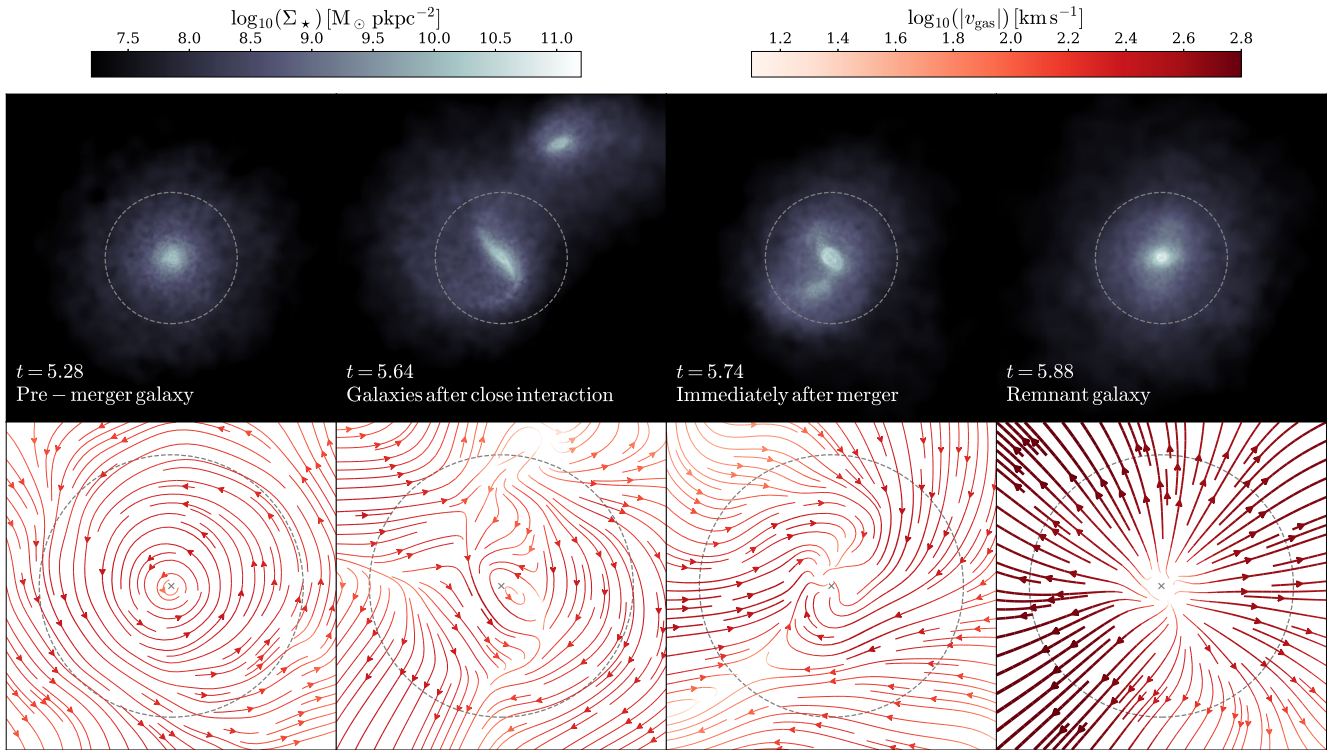 log₁₀(Σ⋆) [M⊙ pkpc⁻²]
7.5 8.0 8.5 9.0 9.5 10.0 10.5 11.0
log₁₀(|v_gas|) [km s⁻¹]
1.2 1.4 1.6 1.8 2.0 2.2 2.4 2.6 2.8
t = 5.28
Pre − merger galaxy
t = 5.64
Galaxies after close interaction
t = 5.74
Immediately after merger
t = 5.88
Remnant galaxy